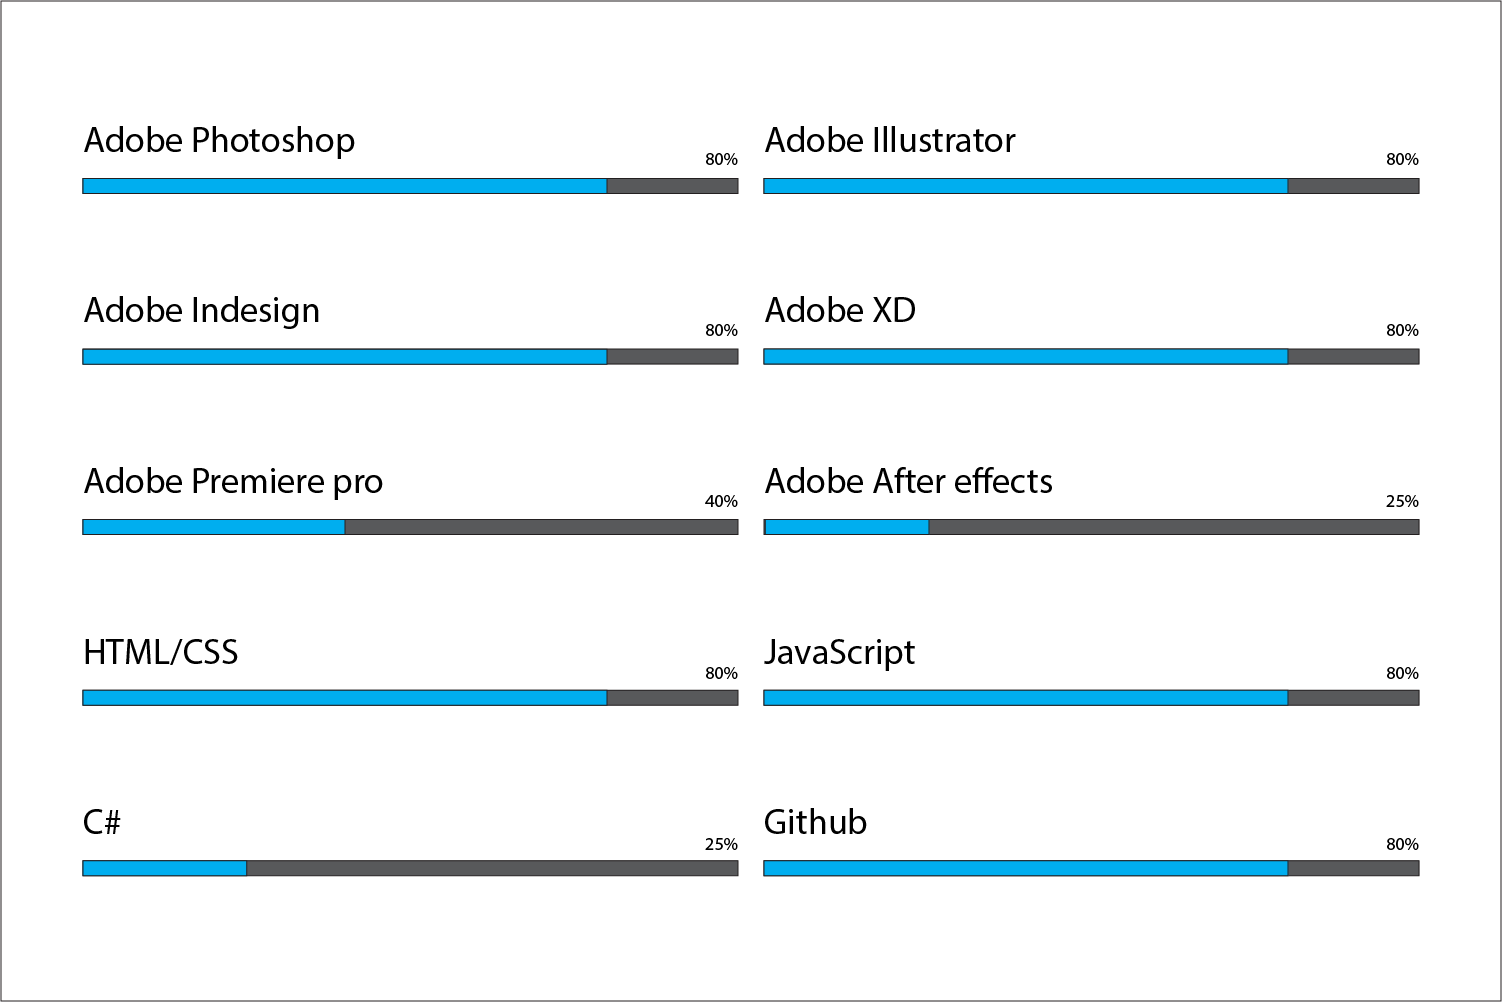 Adobe Photoshop
80%
Adobe Illustrator
80%
Adobe Indesign
80%
Adobe XD
80%
Adobe Premiere pro
40%
Adobe After effects
25%
HTML/CSS
80%
JavaScript
80%
C#
25%
Github
80%